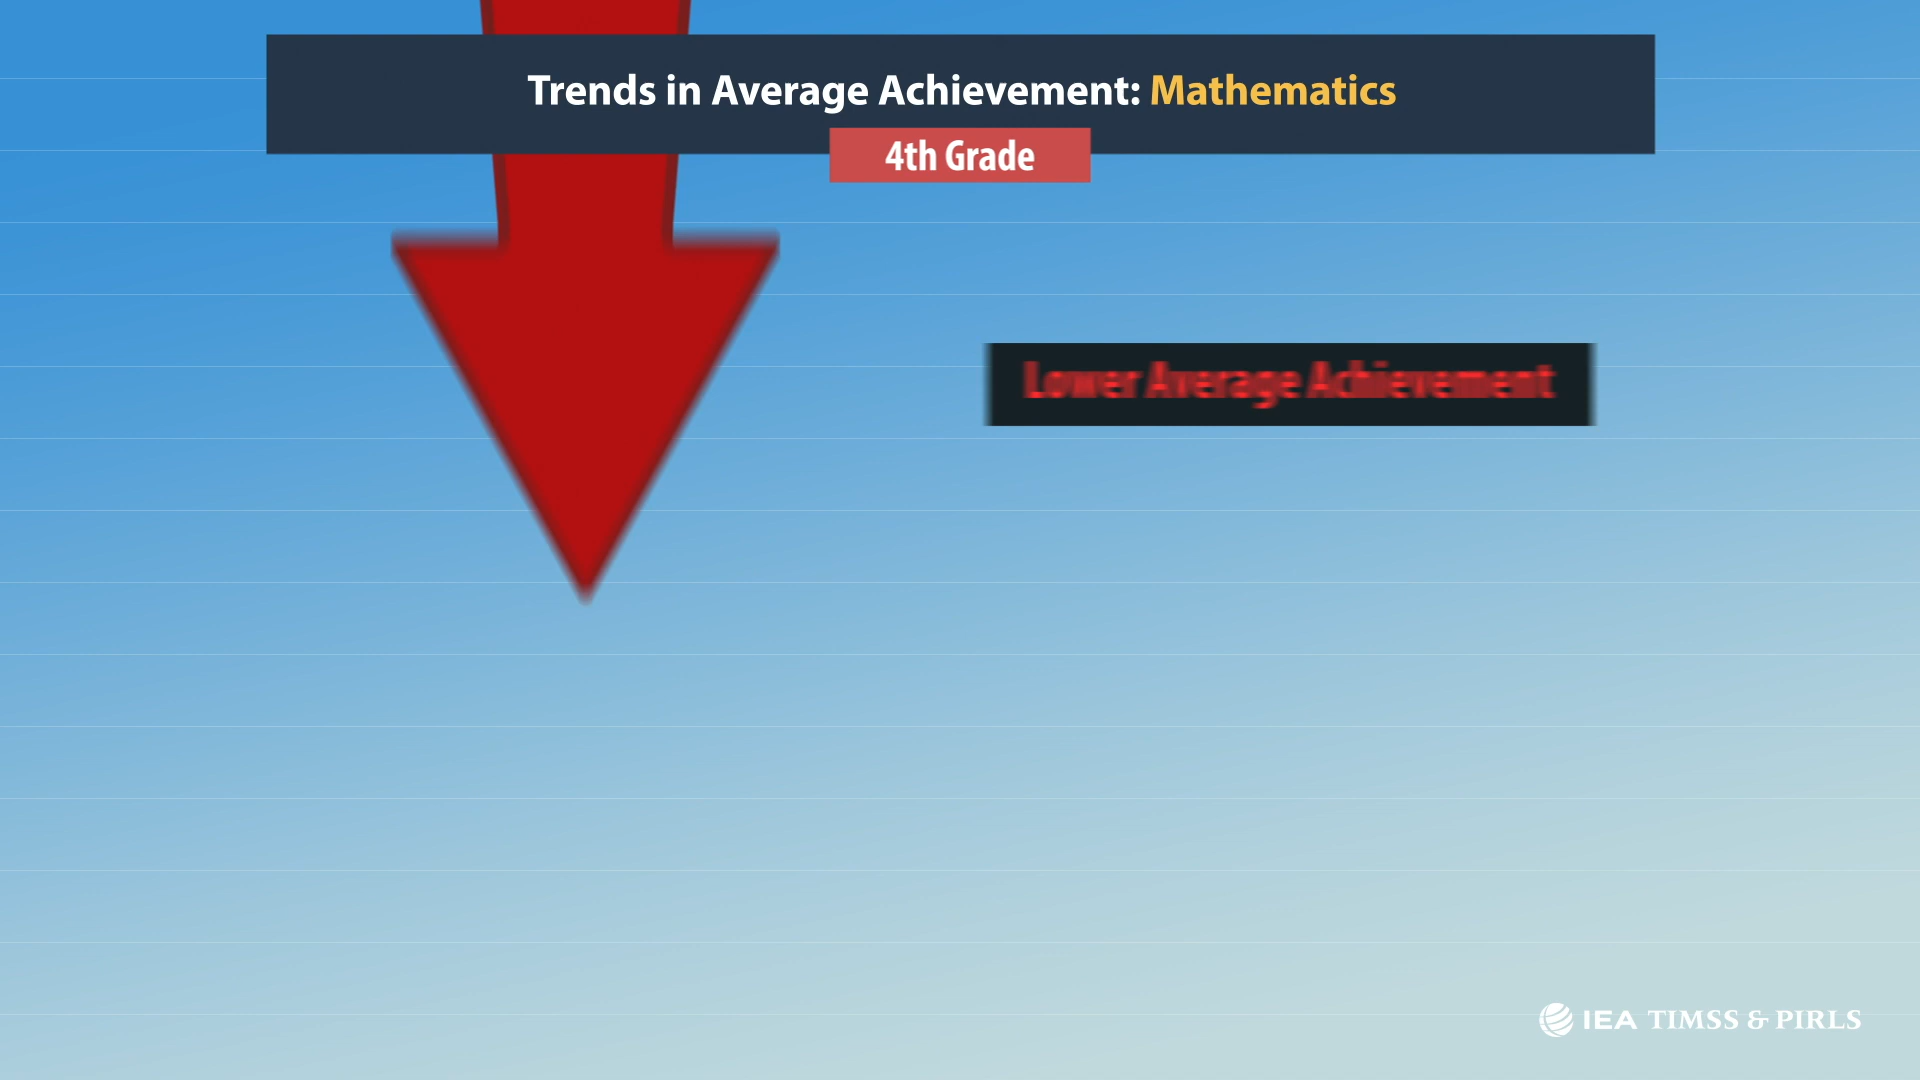 Trends in Average Achievement: Mathematics
4th Grade
Lower Average Achievement
IEA TIMSS & PIRLS